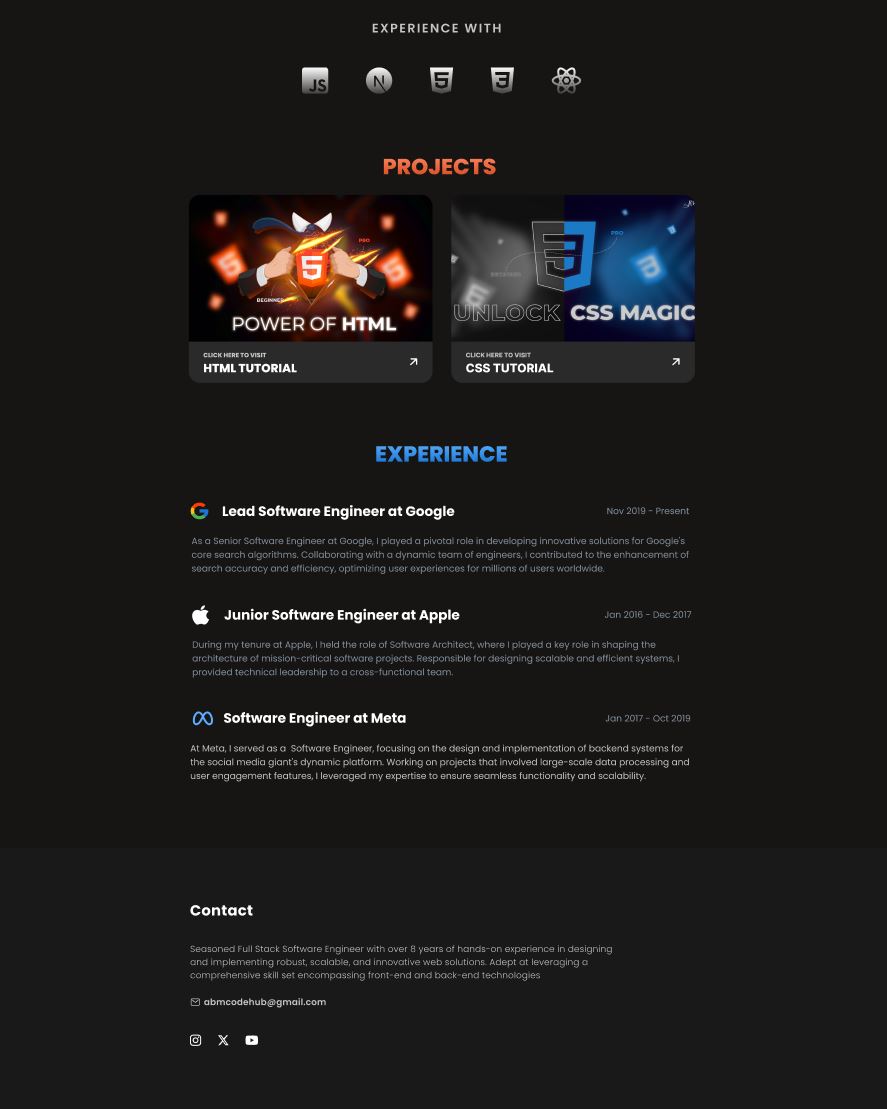 EXPERIENCE WITH
JS N 5 3
PROJECTS
PRO
5
BEGINNER
POWER OF HTML
CLICK HERE TO VISIT
HTML TUTORIAL
PRO
3
UNLOCK CSS MAGIC
CLICK HERE TO VISIT
CSS TUTORIAL
EXPERIENCE
Lead Software Engineer at Google Nov 2019 - Present
As a Senior Software Engineer at Google, I played a pivotal role in developing innovative solutions for Google's
core search algorithms. Collaborating with a dynamic team of engineers, I contributed to the enhancement of
search accuracy and efficiency, optimizing user experiences for millions of users worldwide.
Junior Software Engineer at Apple Jan 2016 - Dec 2017
During my tenure at Apple, I held the role of Software Architect, where I played a key role in shaping the
architecture of mission-critical software projects. Responsible for designing scalable and efficient systems, I
provided technical leadership to a cross-functional team.
Software Engineer at Meta Jan 2017 - Oct 2019
At Meta, I served as a Software Engineer, focusing on the design and implementation of backend systems for
the social media giant's dynamic platform. Working on projects that involved large-scale data processing and
user engagement features, I leveraged my expertise to ensure seamless functionality and scalability.
Contact
Seasoned Full Stack Software Engineer with over 8 years of hands-on experience in designing
and implementing robust, scalable, and innovative web solutions. Adept at leveraging a
comprehensive skill set encompassing front-end and back-end technologies
abmcodehub@gmail.com